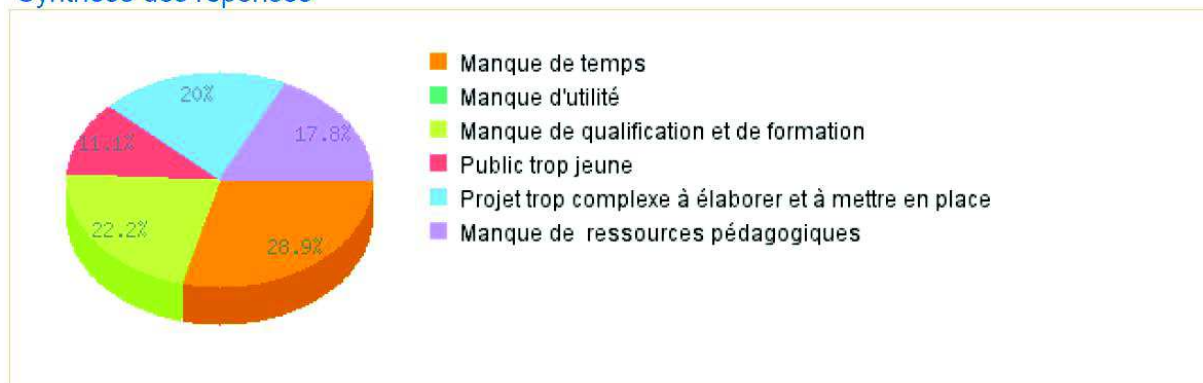 20%
17.8%
11.1%
22.2%
28.9%
Manque de temps
Manque d'utilité
Manque de qualification et de formation
Public trop jeune
Projet trop complexe à élaborer et à mettre en place
Manque de ressources pédagogiques